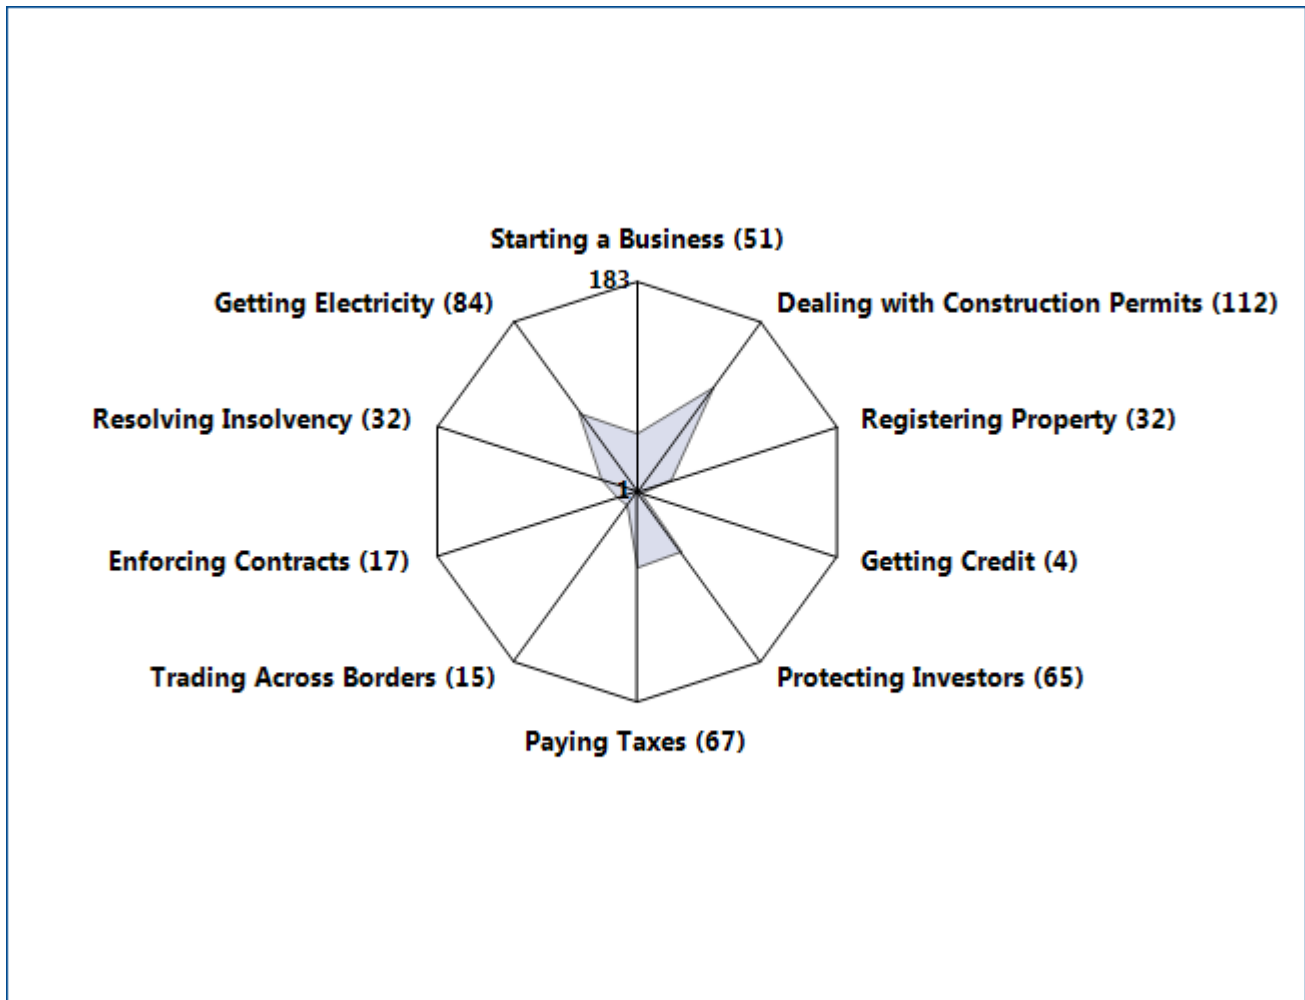 Starting a Business (51)
183
Getting Electricity (84)
Dealing with Construction Permits (112)
Resolving Insolvency (32)
Registering Property (32)
1
Enforcing Contracts (17)
Getting Credit (4)
Trading Across Borders (15)
Protecting Investors (65)
Paying Taxes (67)